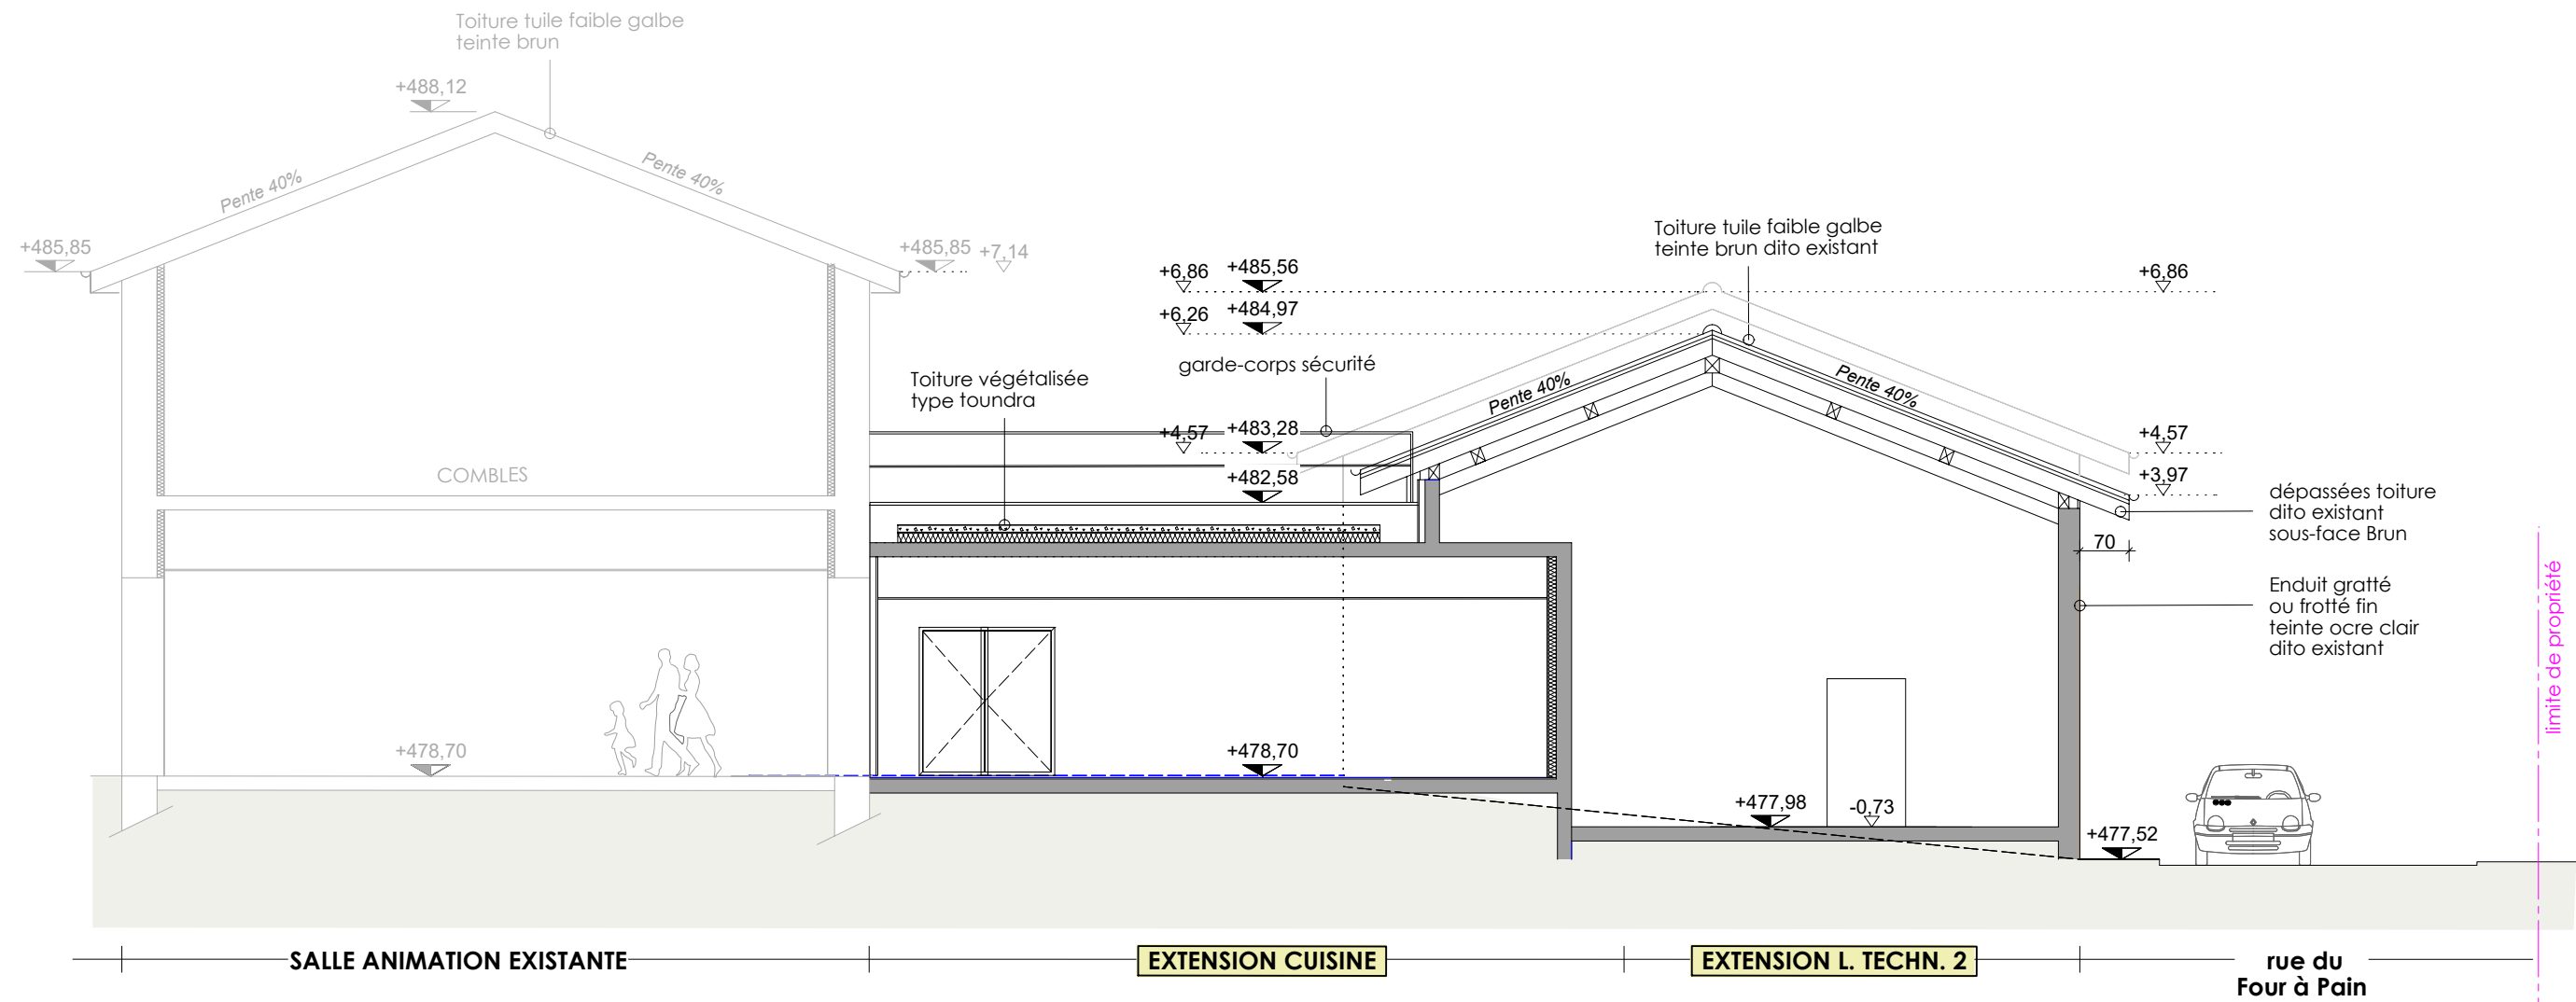 Toiture tuile faible galbe
teinte brun
+488,12
Pente 40%
Pente 40%
+485,85
+485,85
+7,14
COMBLES
+478,70
Toiture végétalisée
type toundra
garde-corps sécurité
+6,86
+485,56
+6,26
+484,97
+4,57
+483,28
+482,58
+478,70
Toiture tuile faible galbe
teinte brun dito existant
Pente 40%
Pente 40%
+6,86
+4,57
+3,97
70
dépassées toiture
dito existant
sous-face Brun
Enduit gratté
ou frotté fin
teinte ocre clair
dito existant
limite de propriété
+477,98
-0,73
+477,52
SALLE ANIMATION EXISTANTE
EXTENSION CUISINE
EXTENSION L. TECHN. 2
rue du
Four à Pain